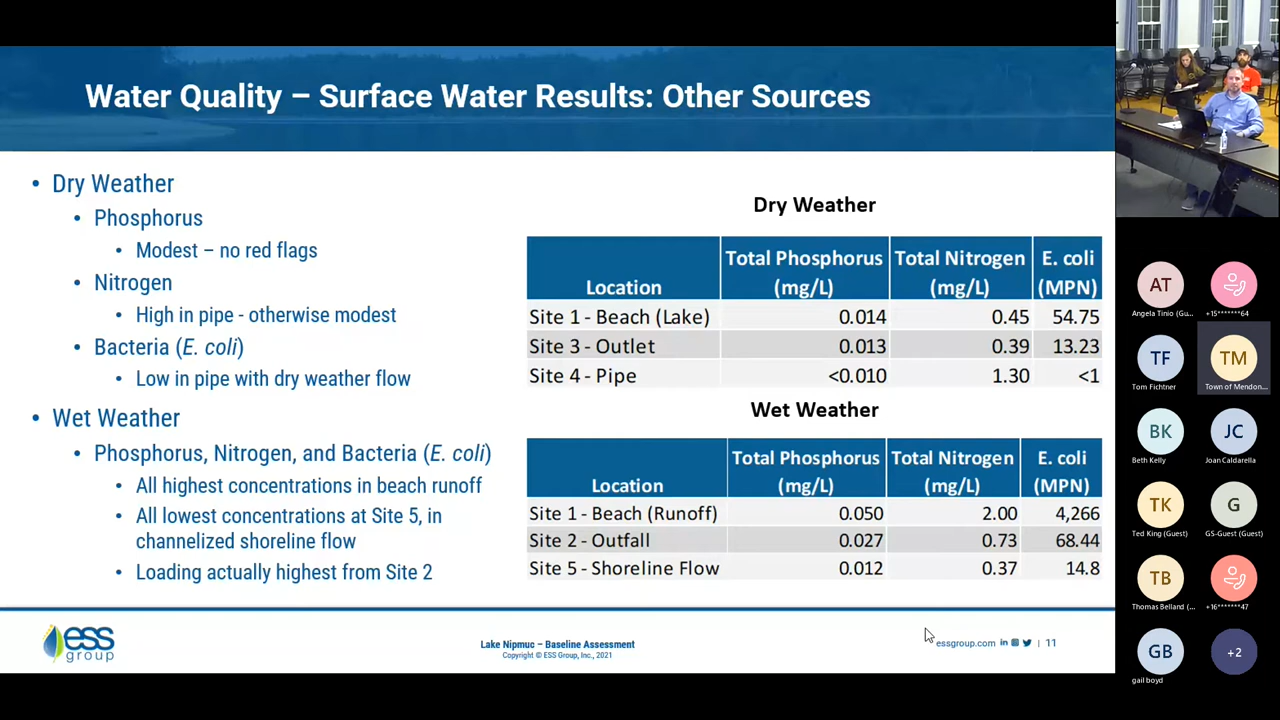 Water Quality – Surface Water Results: Other Sources
• Dry Weather
• Phosphorus
• Modest – no red flags
• Nitrogen
• High in pipe - otherwise modest
• Bacteria (E. coli)
• Low in pipe with dry weather flow
• Wet Weather
• Phosphorus, Nitrogen, and Bacteria (E. coli)
• All highest concentrations in beach runoff
• All lowest concentrations at Site 5, in
channelized shoreline flow
• Loading actually highest from Site 2
Dry Weather
Location Total Phosphorus (mg/L) Total Nitrogen (mg/L) E. coli (MPN)
Site 1 - Beach (Lake) 0.014 0.45 54.75
Site 3 - Outlet 0.013 0.39 13.23
Site 4 - Pipe <0.010 1.30 <1
Wet Weather
Location Total Phosphorus (mg/L) Total Nitrogen (mg/L) E. coli (MPN)
Site 1 - Beach (Runoff) 0.050 2.00 4,266
Site 2 - Outfall 0.027 0.73 68.44
Site 5 - Shoreline Flow 0.012 0.37 14.8
ess
group
Lake Nipmuc – Baseline Assessment
Copyright © ESS Group, Inc., 2021
essgroup.com | 11
AT
Angela Tinio (Gu...
+15*******64
TF
Tom Fichtner
TM
Town of Mendon...
BK
Beth Kelly
JC
Joan Caldarella
TK
Ted King (Guest)
G
GS-Guest (Guest)
TB
Thomas Belland (...
+16*******47
GB
gail boyd
+2